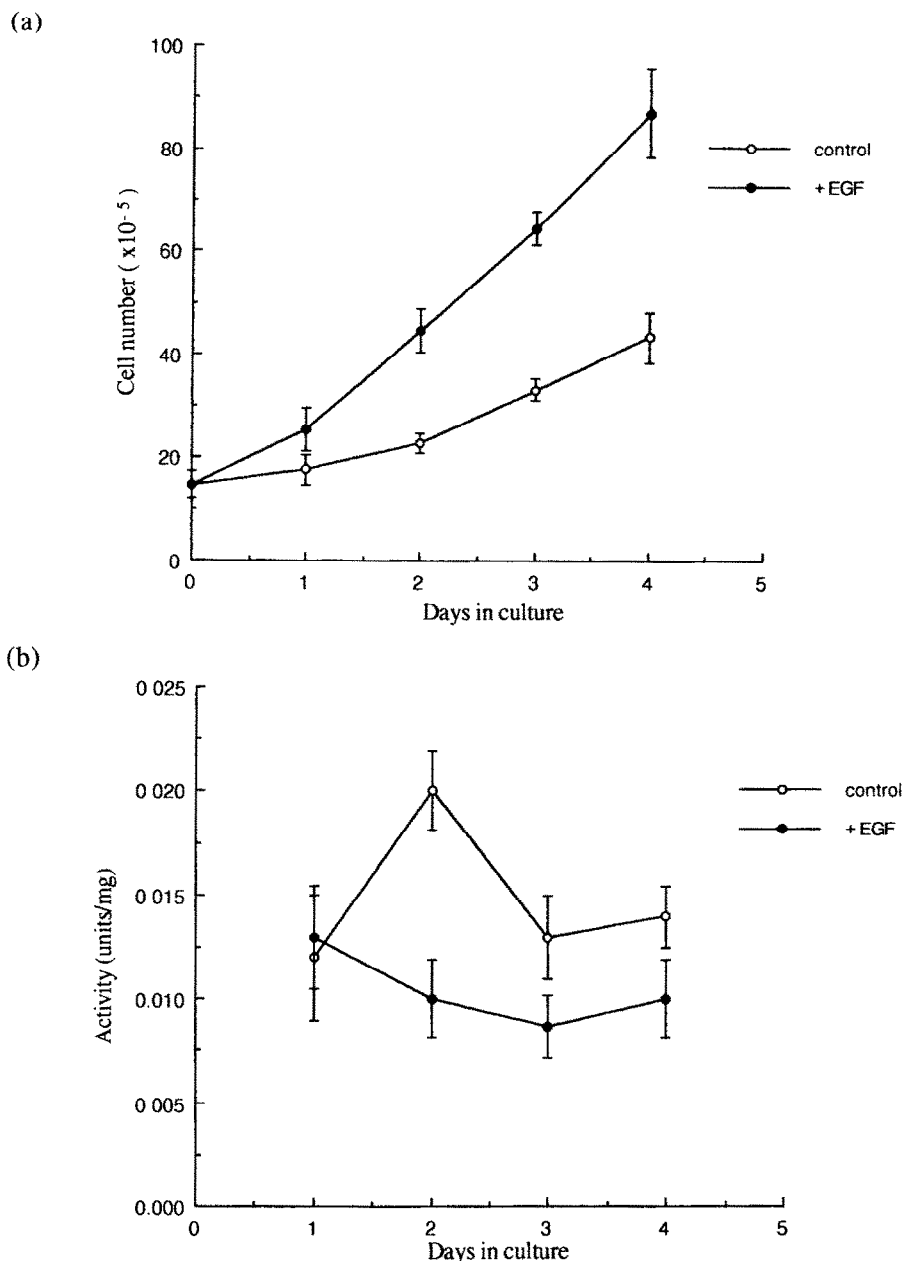 (a)
100
80
60
40
20
0
Cell number ( x10⁻⁵ )
0 1 2 3 4 5
Days in culture
control
+ EGF
(b)
0 025
0 020
0 015
0.010
0 005
0.000
Activity (units/mg)
0 1 2 3 4 5
Days in culture
control
+ EGF